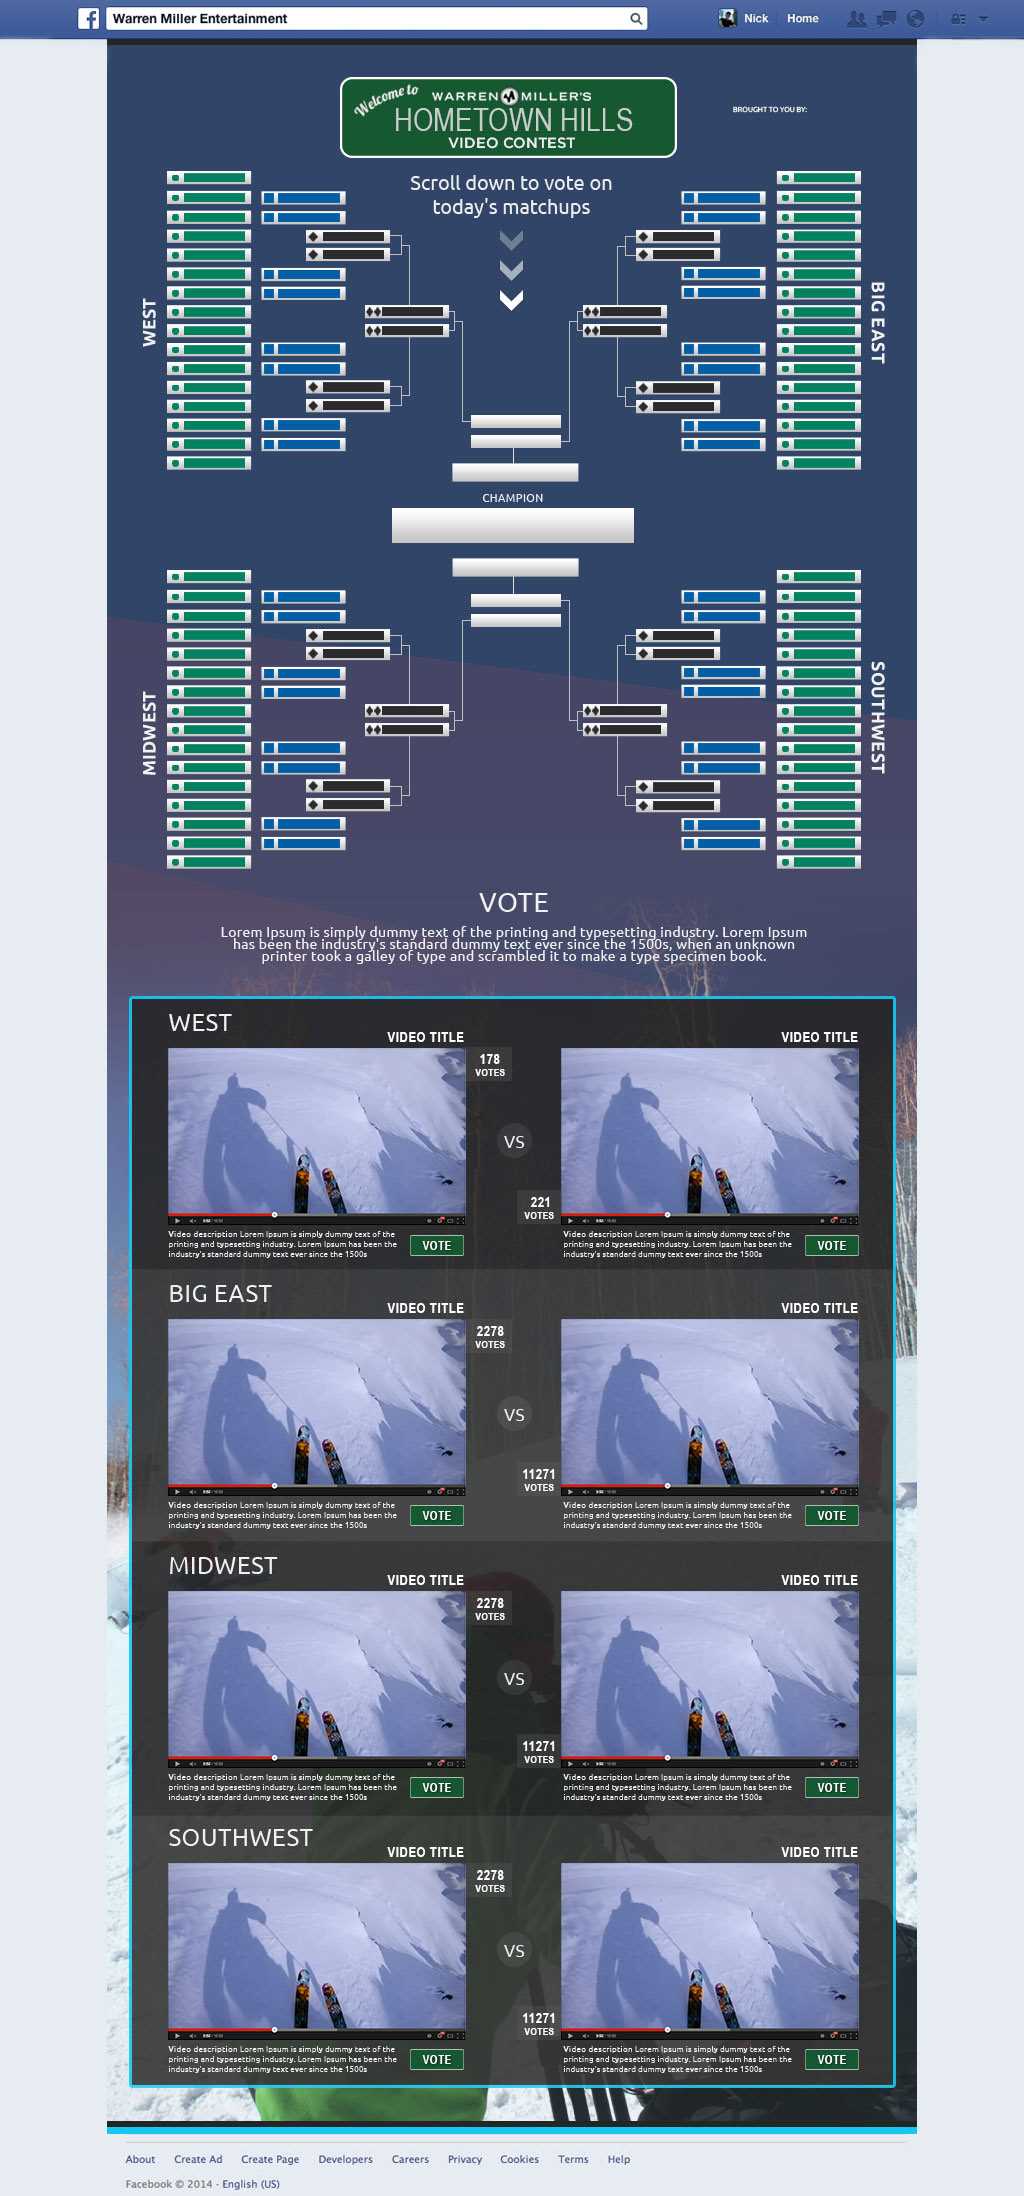 Warren Miller Entertainment
Nick Home
Welcome to
WARREN MILLER'S
HOMETOWN HILLS
VIDEO CONTEST
BROUGHT TO YOU BY:
Scroll down to vote on
today's matchups
WEST
BIG EAST
CHAMPION
MIDWEST
SOUTHWEST
VOTE
Lorem Ipsum is simply dummy text of the printing and typesetting industry. Lorem Ipsum
has been the industry's standard dummy text ever since the 1500s, when an unknown
printer took a galley of type and scrambled it to make a type specimen book.
WEST
VIDEO TITLE VIDEO TITLE
178
VOTES
VS
221
VOTES
Video description Lorem Ipsum is simply dummy text of the
printing and typesetting industry. Lorem Ipsum has been the
industry's standard dummy text ever since the 1500s
VOTE
Video description Lorem Ipsum is simply dummy text of the
printing and typesetting industry. Lorem Ipsum has been the
industry's standard dummy text ever since the 1500s
VOTE
BIG EAST
VIDEO TITLE VIDEO TITLE
2278
VOTES
VS
11271
VOTES
Video description Lorem Ipsum is simply dummy text of the
printing and typesetting industry. Lorem Ipsum has been the
industry's standard dummy text ever since the 1500s
VOTE
Video description Lorem Ipsum is simply dummy text of the
printing and typesetting industry. Lorem Ipsum has been the
industry's standard dummy text ever since the 1500s
VOTE
MIDWEST
VIDEO TITLE VIDEO TITLE
2278
VOTES
VS
11271
VOTES
Video description Lorem Ipsum is simply dummy text of the
printing and typesetting industry. Lorem Ipsum has been the
industry's standard dummy text ever since the 1500s
VOTE
Video description Lorem Ipsum is simply dummy text of the
printing and typesetting industry. Lorem Ipsum has been the
industry's standard dummy text ever since the 1500s
VOTE
SOUTHWEST
VIDEO TITLE VIDEO TITLE
2278
VOTES
VS
11271
VOTES
Video description Lorem Ipsum is simply dummy text of the
printing and typesetting industry. Lorem Ipsum has been the
industry's standard dummy text ever since the 1500s
VOTE
Video description Lorem Ipsum is simply dummy text of the
printing and typesetting industry. Lorem Ipsum has been the
industry's standard dummy text ever since the 1500s
VOTE
About Create Ad Create Page Developers Careers Privacy Cookies Terms Help
Facebook © 2014 · English (US)